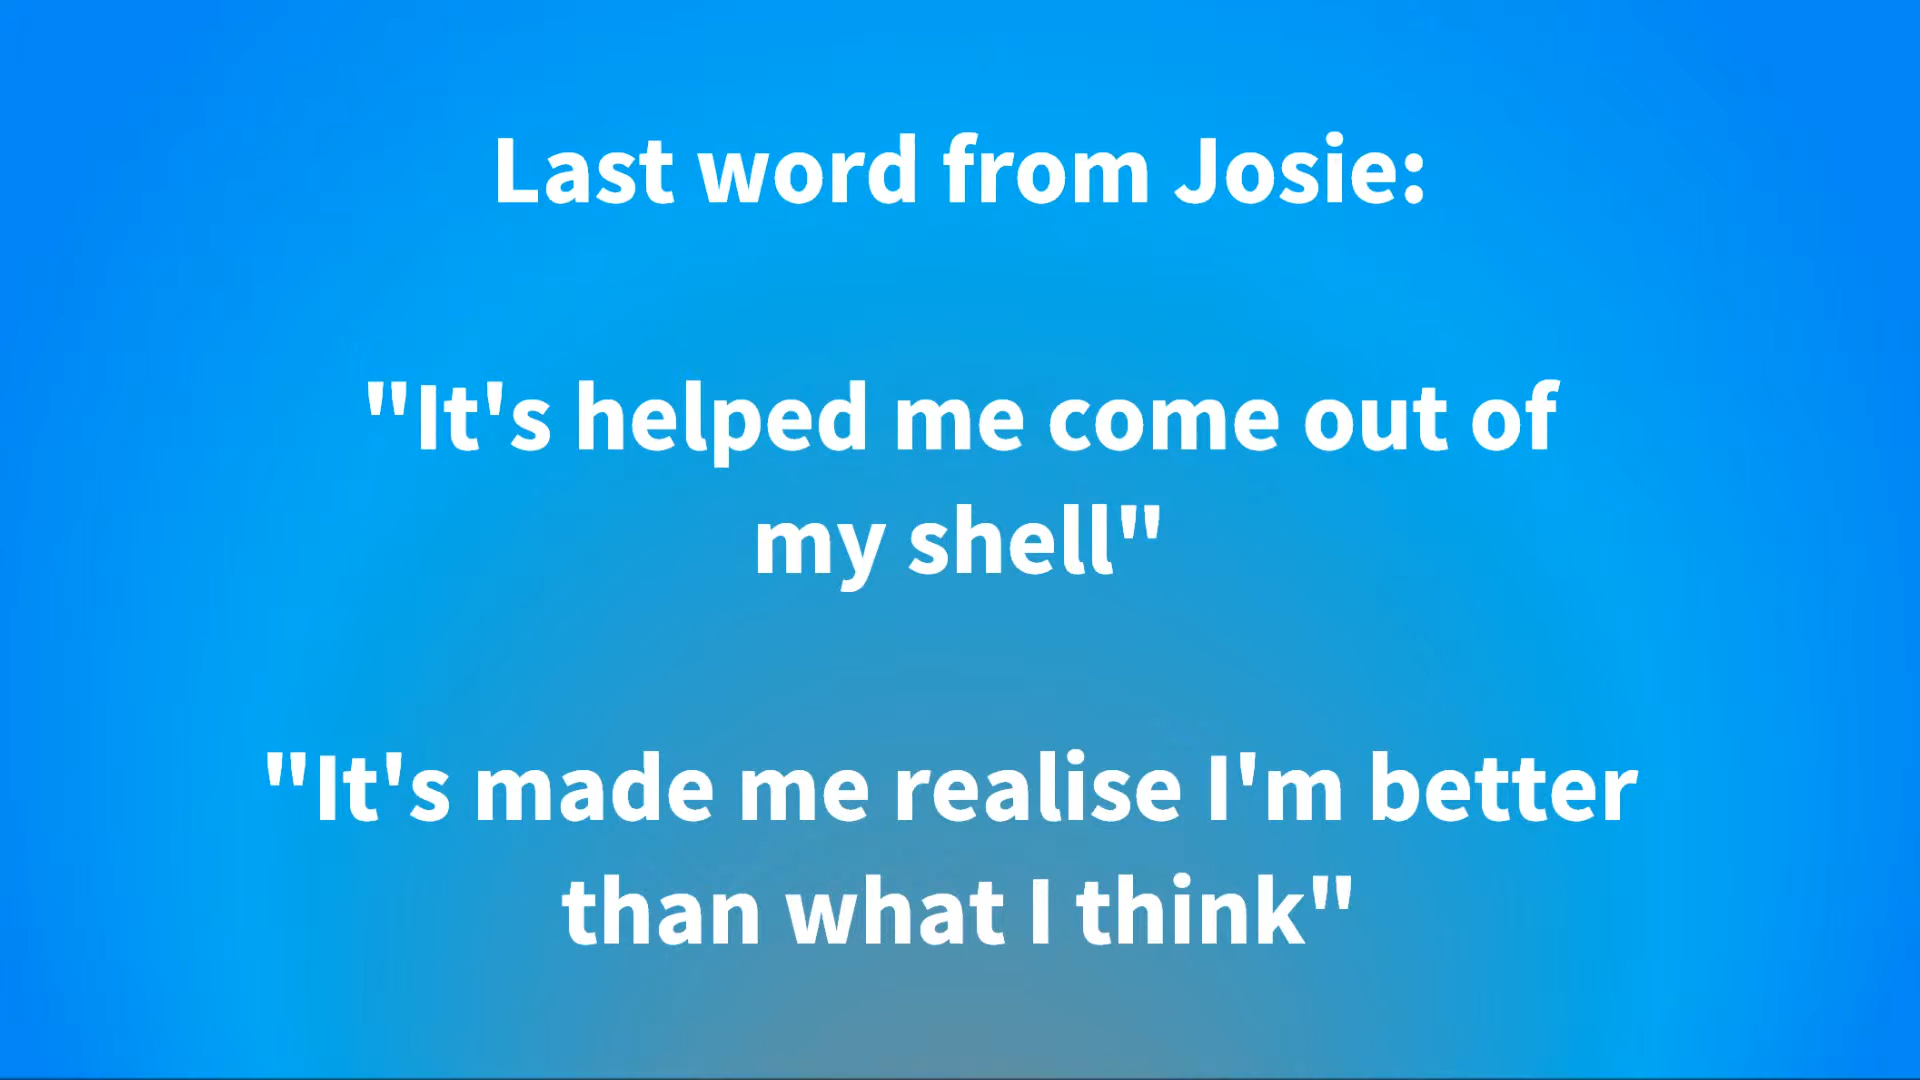 Last word from Josie:
"It's helped me come out of
my shell"
"It's made me realise I'm better
than what I think"